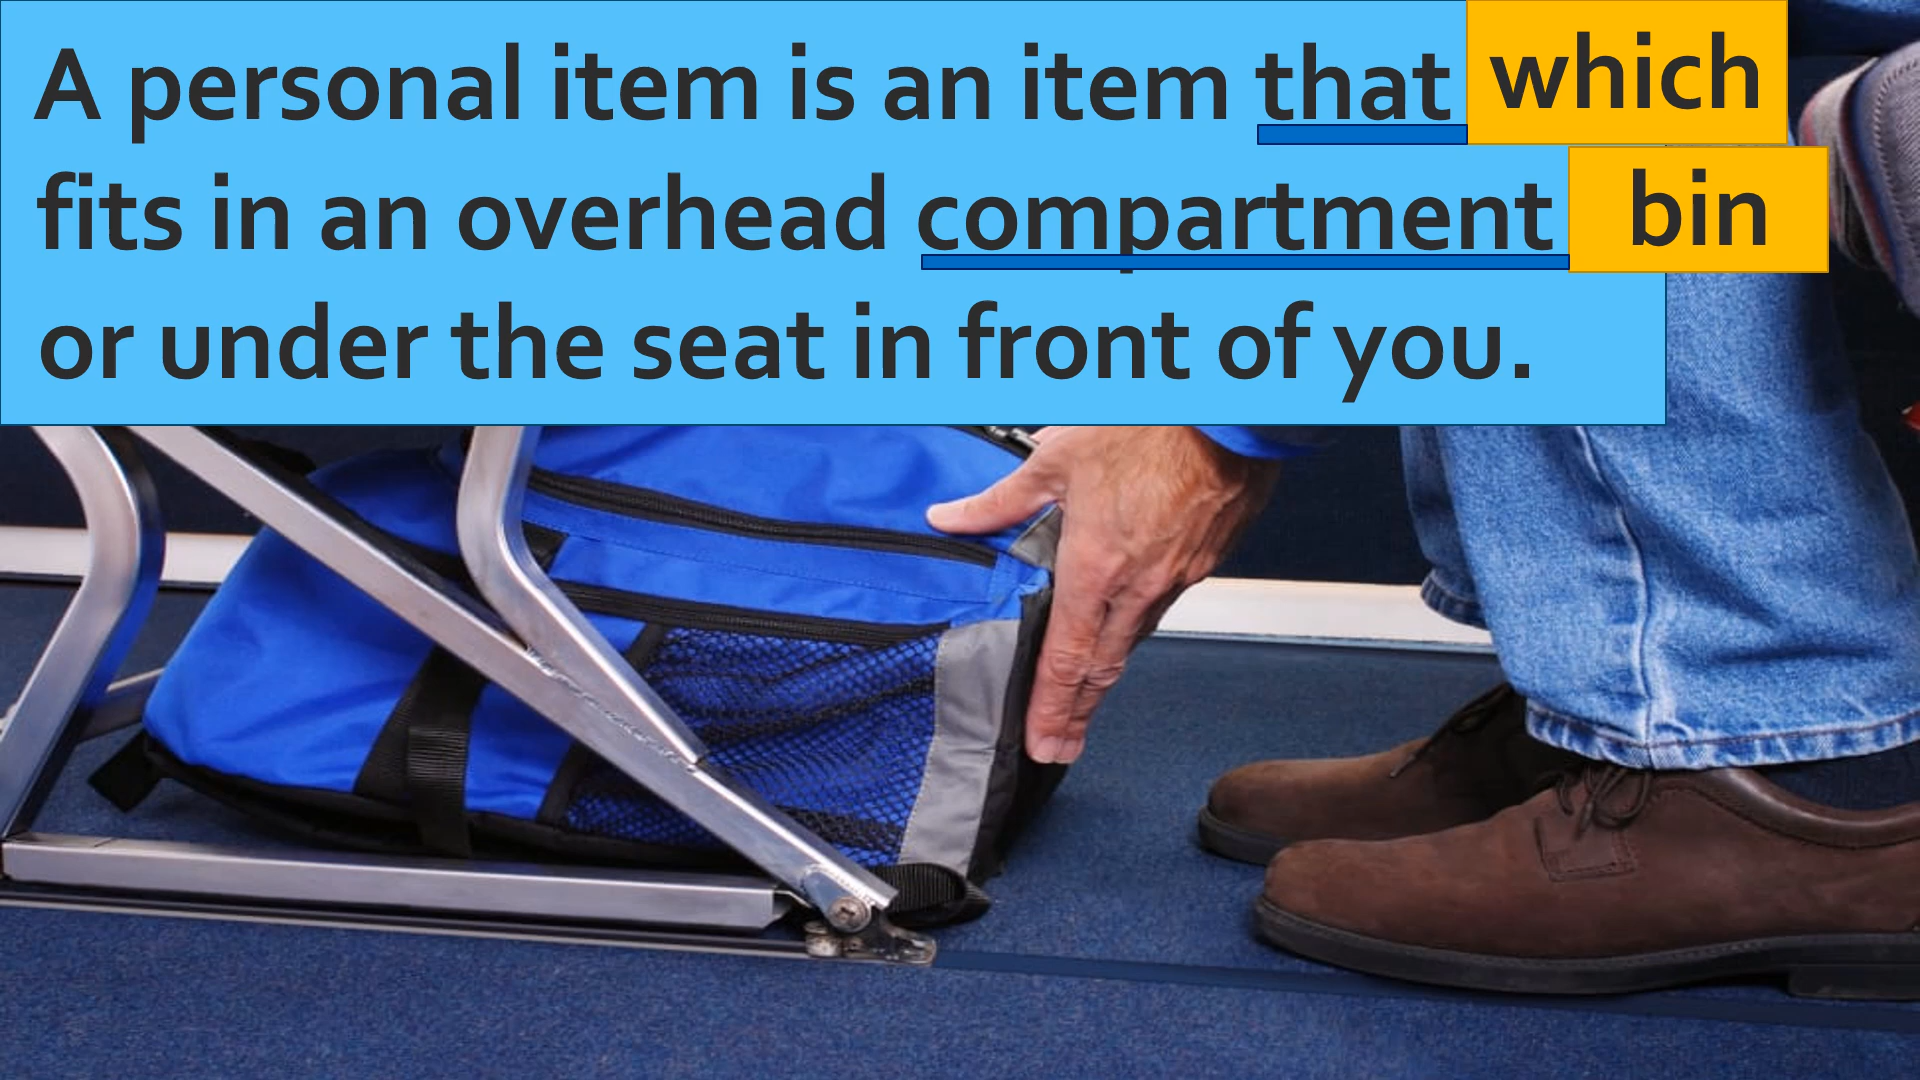 A personal item is an item that which
fits in an overhead compartment bin
or under the seat in front of you.